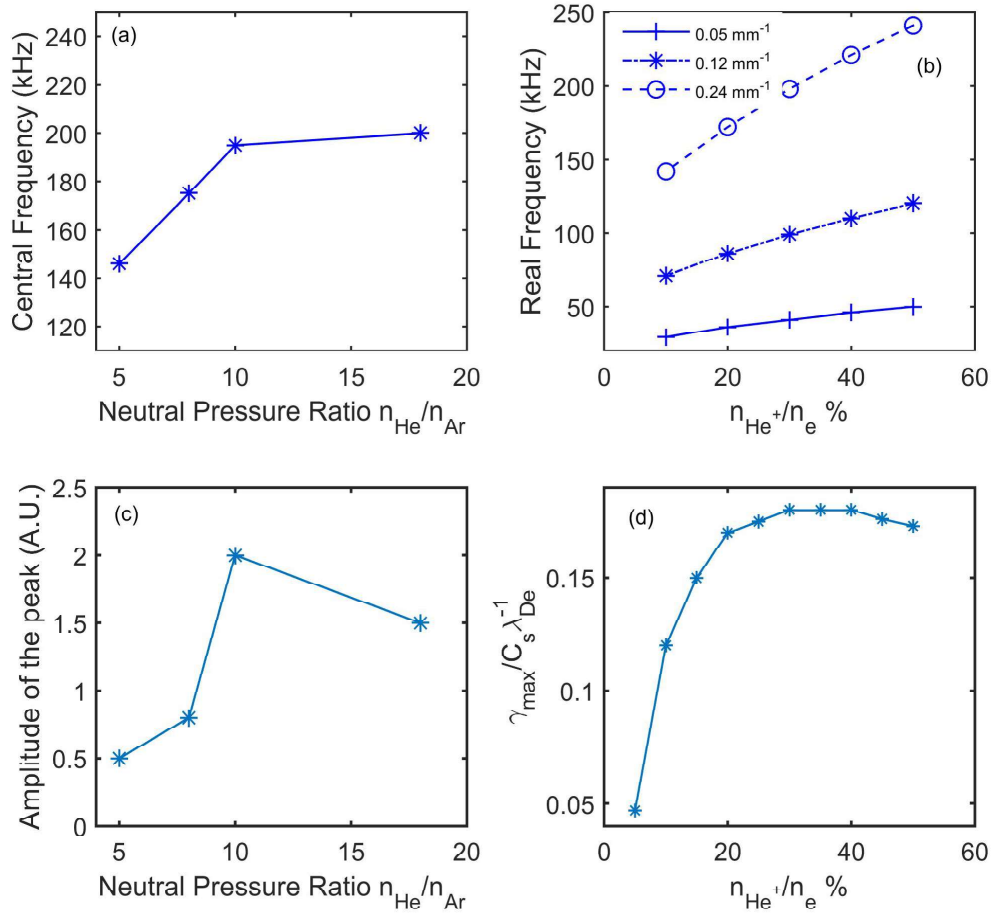 (a)
Central Frequency (kHz)
240
220
200
180
160
140
120
5
10
15
20
Neutral Pressure Ratio n_He/n_Ar
(b)
0.05 mm⁻¹
0.12 mm⁻¹
0.24 mm⁻¹
Real Frequency (kHz)
250
200
150
100
50
0
20
40
60
n_He⁺/n_e %
(c)
Amplitude of the peak (A.U.)
2.5
2
1.5
1
0.5
0
5
10
15
20
Neutral Pressure Ratio n_He/n_Ar
(d)
γ_max/C_s λ_De⁻¹
0.15
0.1
0.05
0
20
40
60
n_He⁺/n_e %